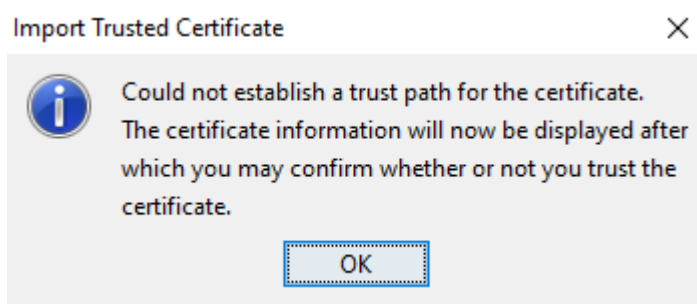 Import Trusted Certificate
Could not establish a trust path for the certificate.
The certificate information will now be displayed after
which you may confirm whether or not you trust the
certificate.
OK